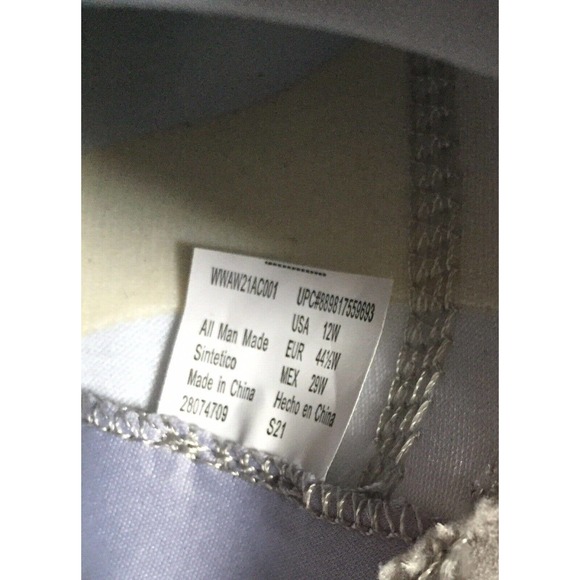 WWAW21AC001 UPC#889817559693
All Man Made USA 12W
Sintetico EUR 44½W
Made in China MEX 29W
28074709 Hecho en China
S21